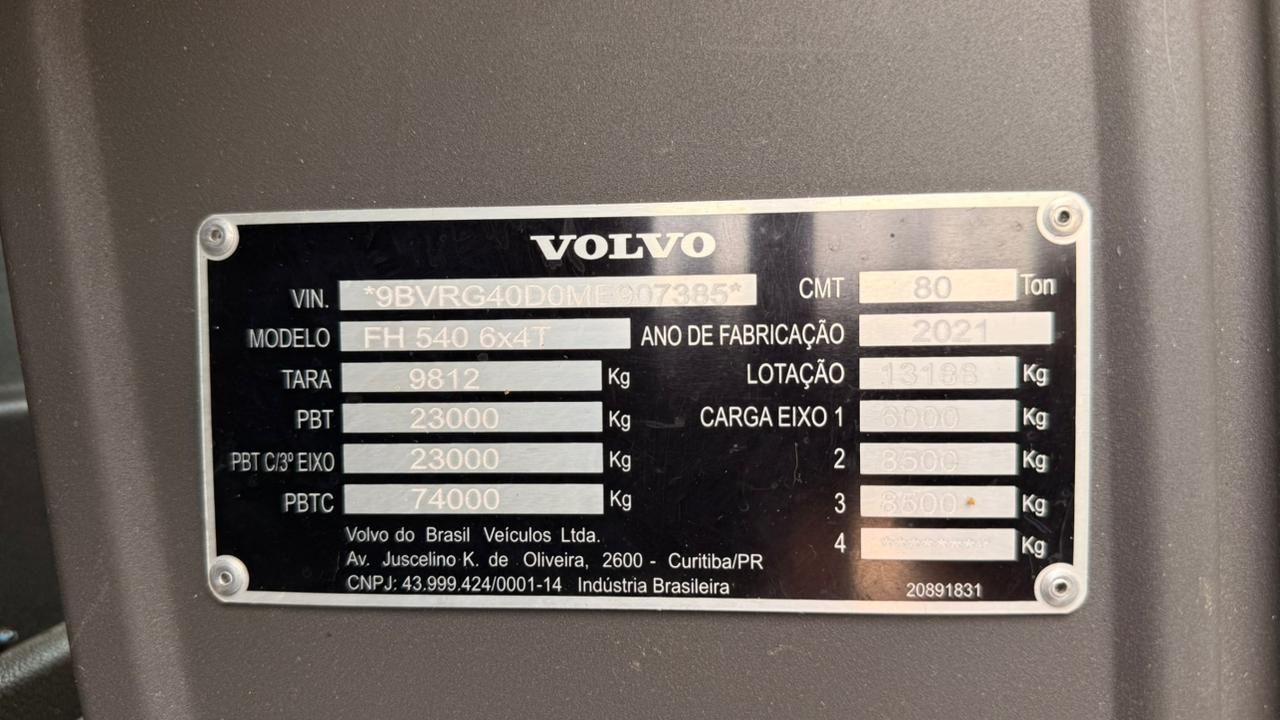 VOLVO
VIN. *9BVRG40D0ME907385* CMT 80 Ton
MODELO FH 540 6x4T ANO DE FABRICAÇÃO 2021
TARA 9812 Kg LOTAÇÃO 13188 Kg
PBT 23000 Kg CARGA EIXO 1 6000 Kg
PBT C/3º EIXO 23000 Kg 2 8500 Kg
PBTC 74000 Kg 3 8500 Kg
4 Kg
Volvo do Brasil Veículos Ltda.
Av. Juscelino K. de Oliveira, 2600 - Curitiba/PR
CNPJ: 43.999.424/0001-14 Indústria Brasileira
20891831